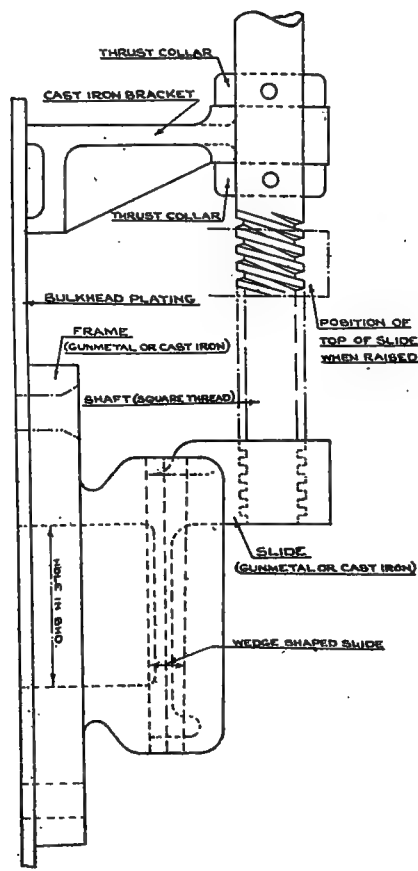 THRUST COLLAR
CAST IRON BRACKET
THRUST COLLAR
BULKHEAD PLATING
POSITION OF
TOP OF SLIDE
WHEN RAISED
FRAME
(GUNMETAL OR CAST IRON)
SHAFT (SQUARE THREAD)
SLIDE
(GUNMETAL OR CAST IRON)
HOLE IN BHD.
WEDGE SHAPED SLIDE